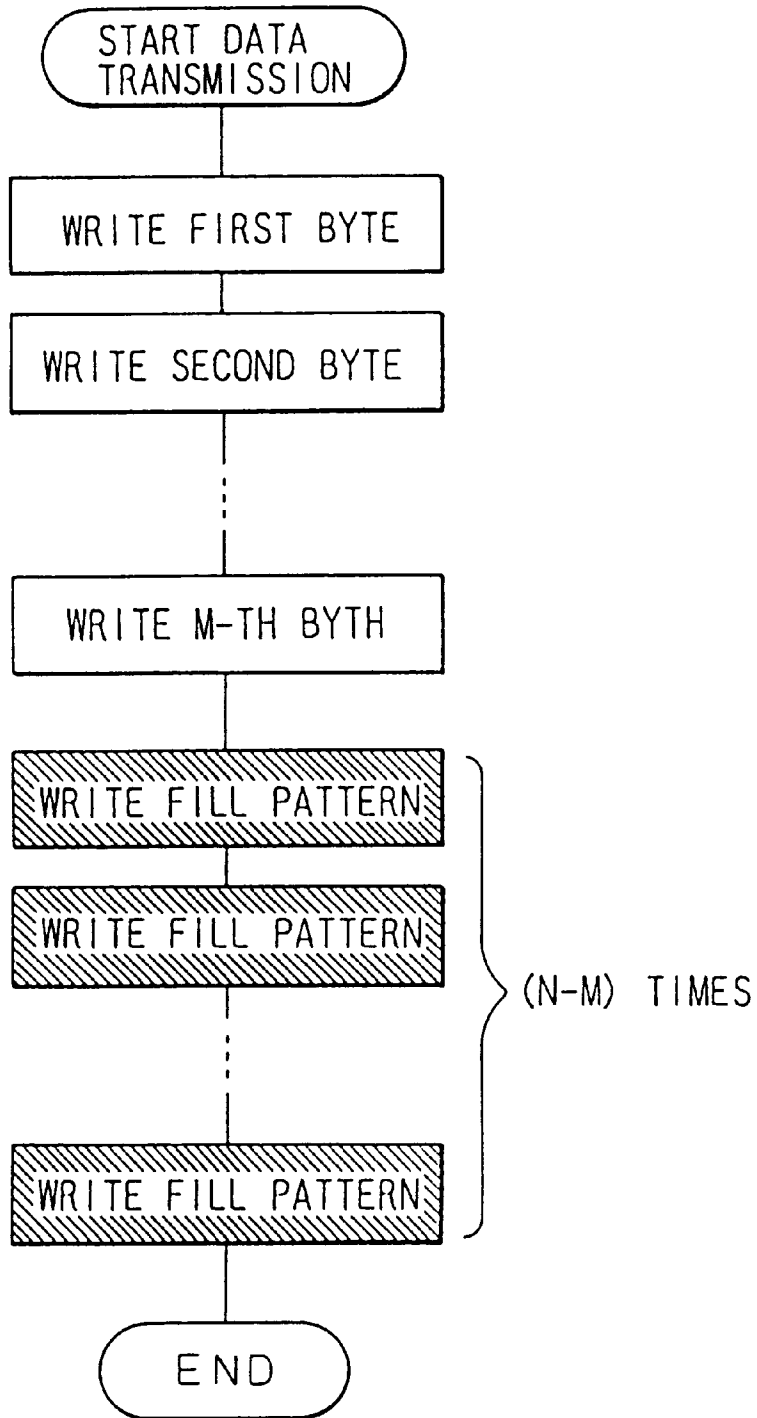 START DATA
TRANSMISSION
WRITE FIRST BYTE
WRITE SECOND BYTE
WRITE M-TH BYTH
WRITE FILL PATTERN
WRITE FILL PATTERN
(N-M) TIMES
WRITE FILL PATTERN
END